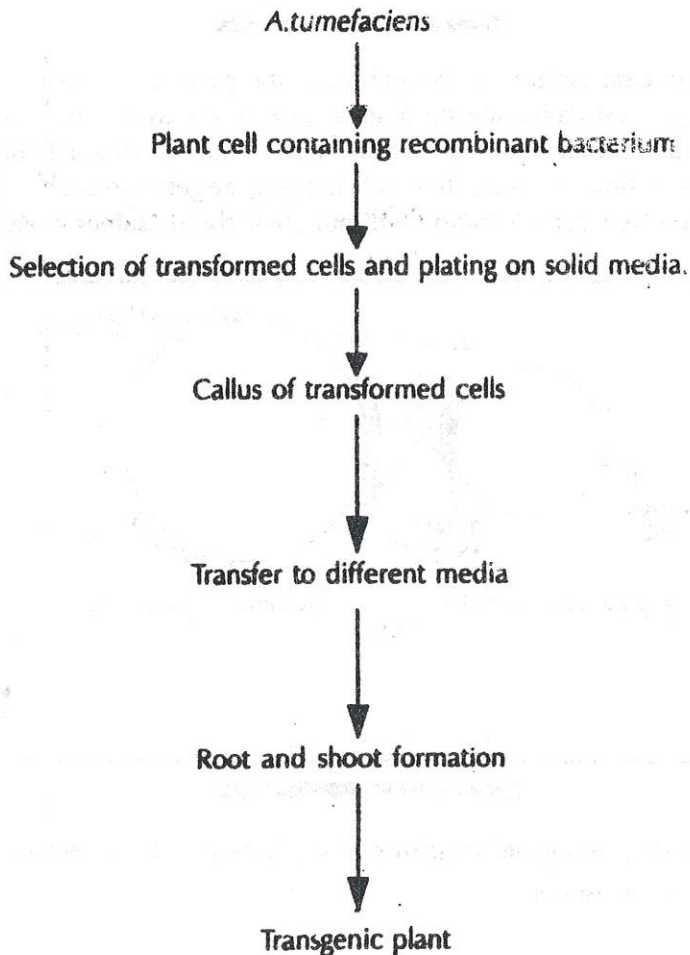 A.tumefaciens
Plant cell containing recombinant bacterium
Selection of transformed cells and plating on solid media.
Callus of transformed cells
Transfer to different media
Root and shoot formation
Transgenic plant